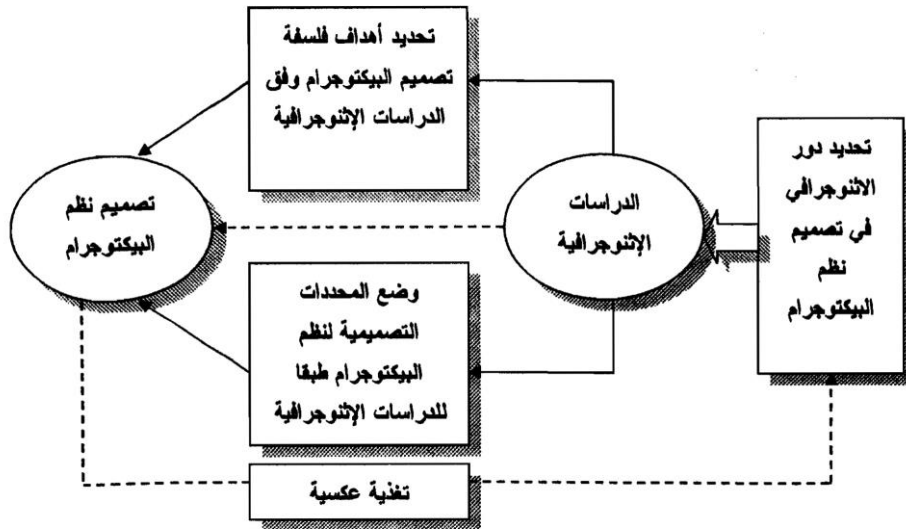 تحديد دور
الاثنوجرافي
في تصميم
نظم
البيكتوجرام
الدراسات
الإثنوجرافية
تحديد أهداف فلسفة
تصميم البيكتوجرام وفق
الدراسات الإثنوجرافية
وضع المحددات
التصميمية لنظم
البيكتوجرام طبقا
للدراسات الإثنوجرافية
تصميم نظم
البيكتوجرام
تغذية عكسية